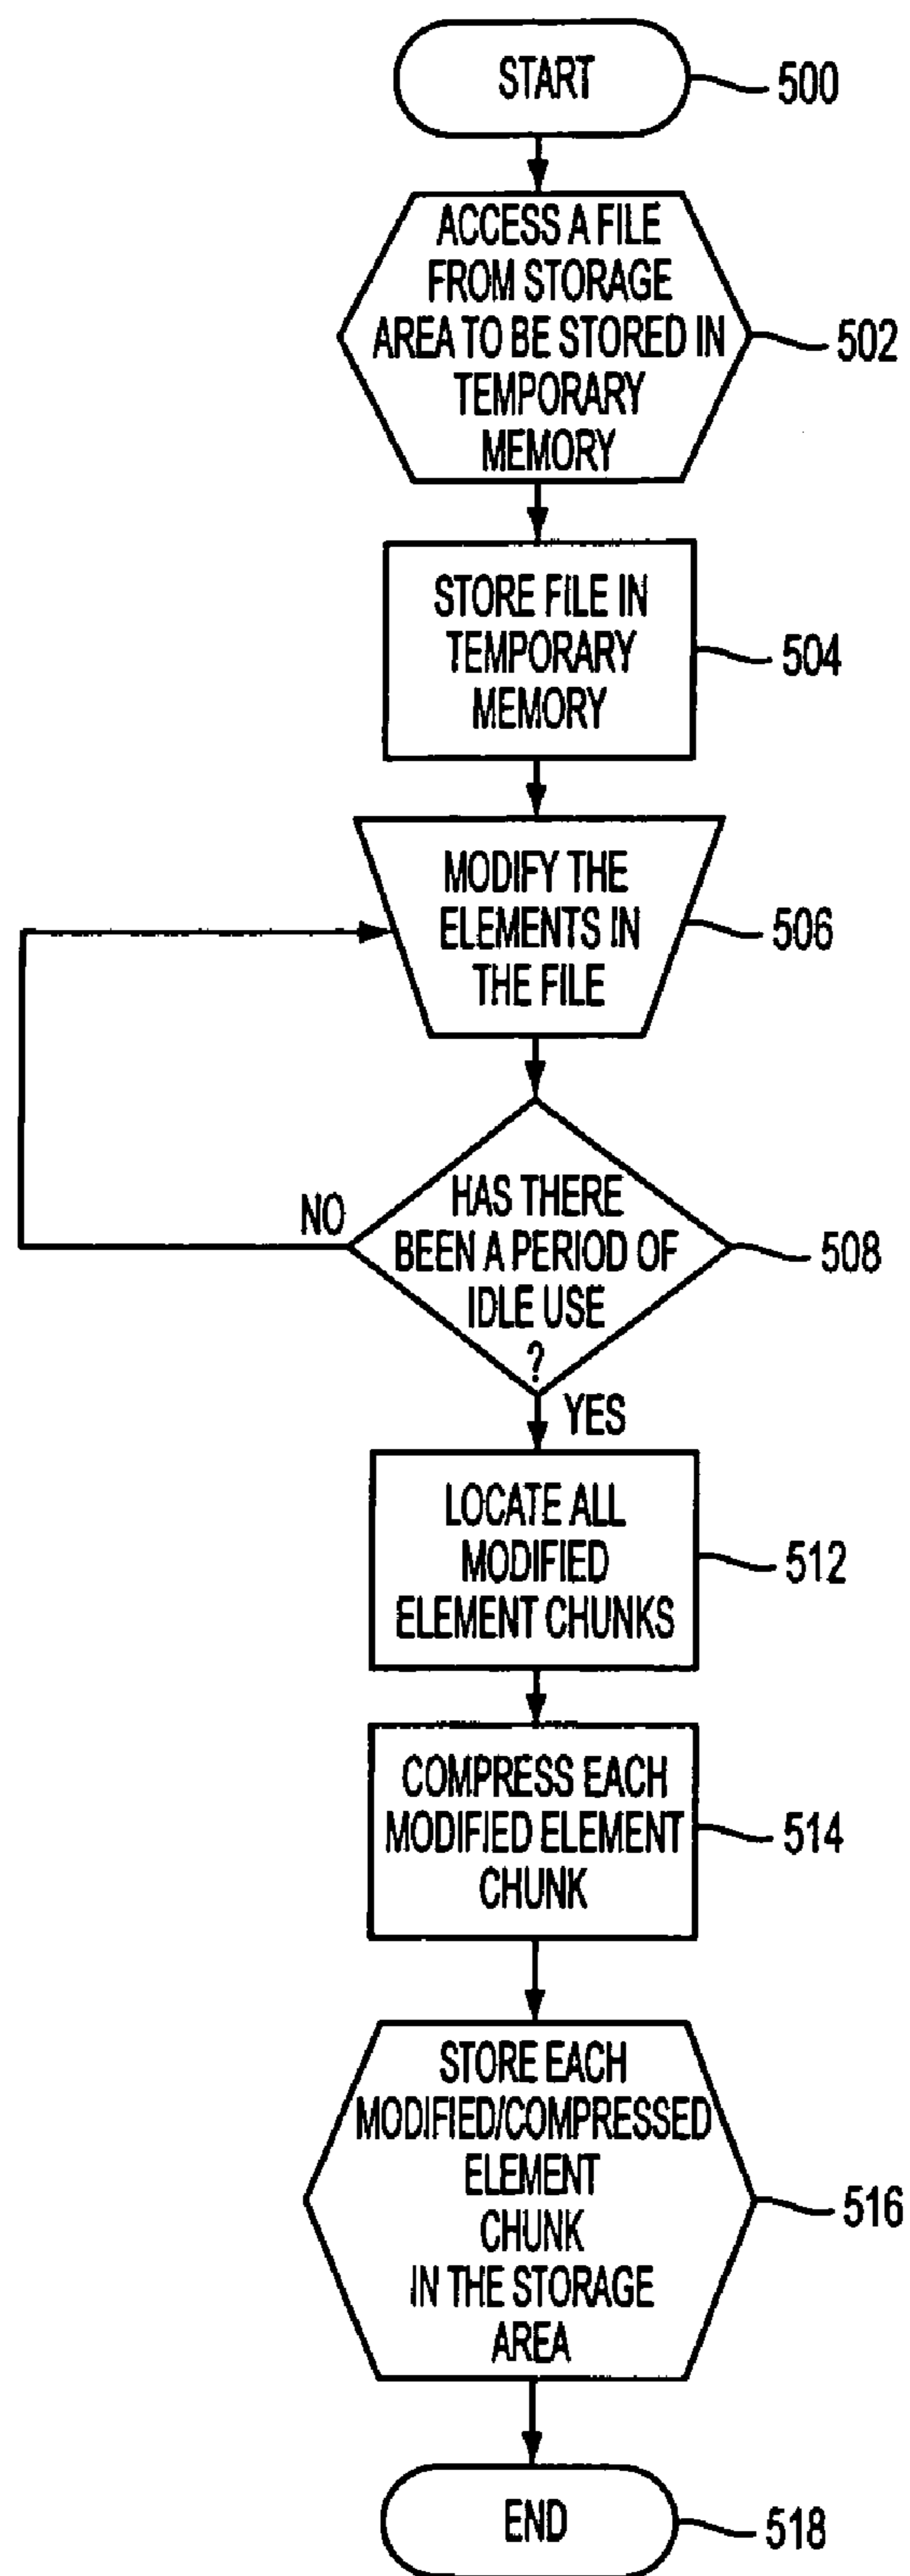 START
500
ACCESS A FILE
FROM STORAGE
AREA TO BE STORED IN
TEMPORARY
MEMORY
502
STORE FILE IN
TEMPORARY
MEMORY
504
MODIFY THE
ELEMENTS IN
THE FILE
506
HAS THERE
BEEN A PERIOD OF
IDLE USE
?
508
NO
YES
LOCATE ALL
MODIFIED
ELEMENT CHUNKS
512
COMPRESS EACH
MODIFIED ELEMENT
CHUNK
514
STORE EACH
MODIFIED/COMPRESSED
ELEMENT
CHUNK
IN THE STORAGE
AREA
516
END
518